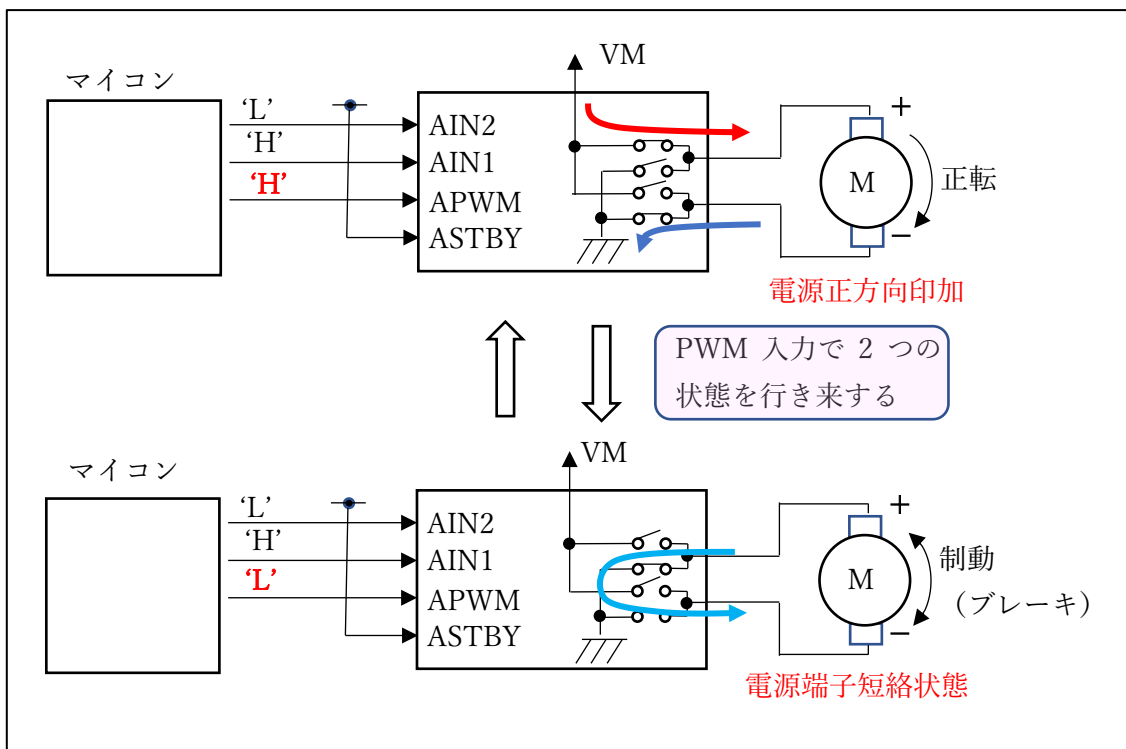 VM
マイコン
‘L’
‘H’
‘H’
AIN2
AIN1
APWM
ASTBY
+
M
−
正転
電源正方向印加
PWM 入力で 2 つの
状態を行き来する
VM
マイコン
‘L’
‘H’
‘L’
AIN2
AIN1
APWM
ASTBY
+
M
−
制動
（ブレーキ）
電源端子短絡状態